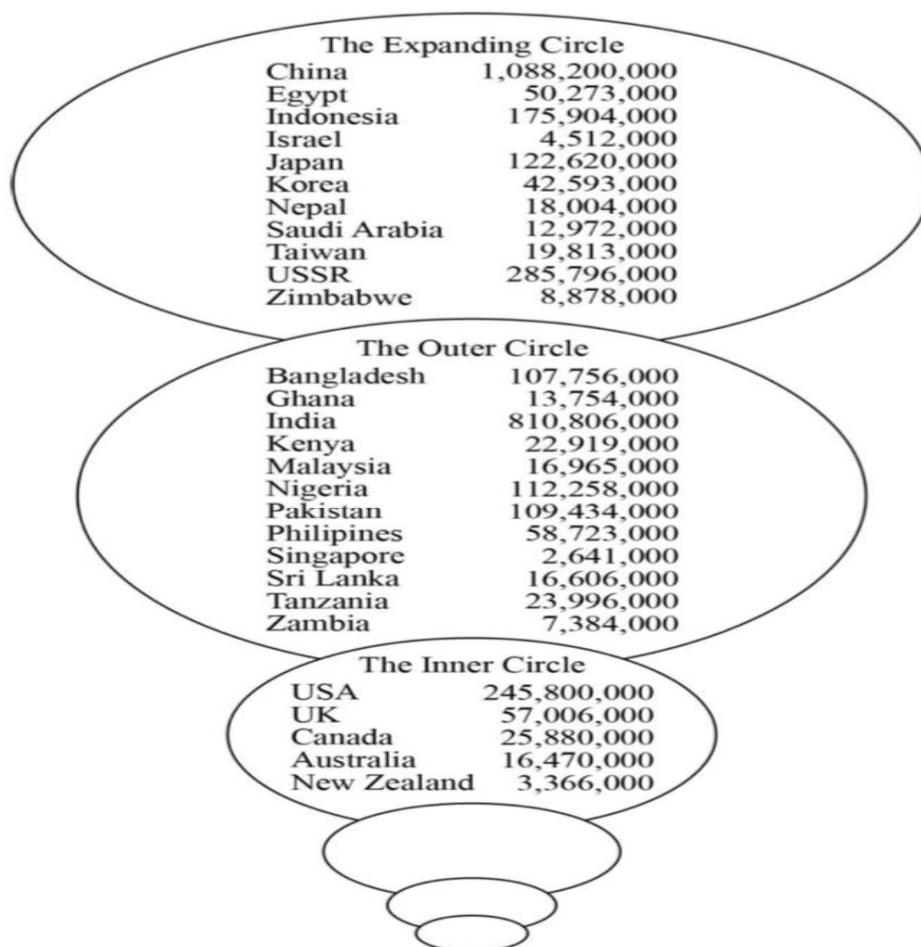 The Expanding Circle
China 1,088,200,000
Egypt 50,273,000
Indonesia 175,904,000
Israel 4,512,000
Japan 122,620,000
Korea 42,593,000
Nepal 18,004,000
Saudi Arabia 12,972,000
Taiwan 19,813,000
USSR 285,796,000
Zimbabwe 8,878,000
The Outer Circle
Bangladesh 107,756,000
Ghana 13,754,000
India 810,806,000
Kenya 22,919,000
Malaysia 16,965,000
Nigeria 112,258,000
Pakistan 109,434,000
Philipines 58,723,000
Singapore 2,641,000
Sri Lanka 16,606,000
Tanzania 23,996,000
Zambia 7,384,000
The Inner Circle
USA 245,800,000
UK 57,006,000
Canada 25,880,000
Australia 16,470,000
New Zealand 3,366,000